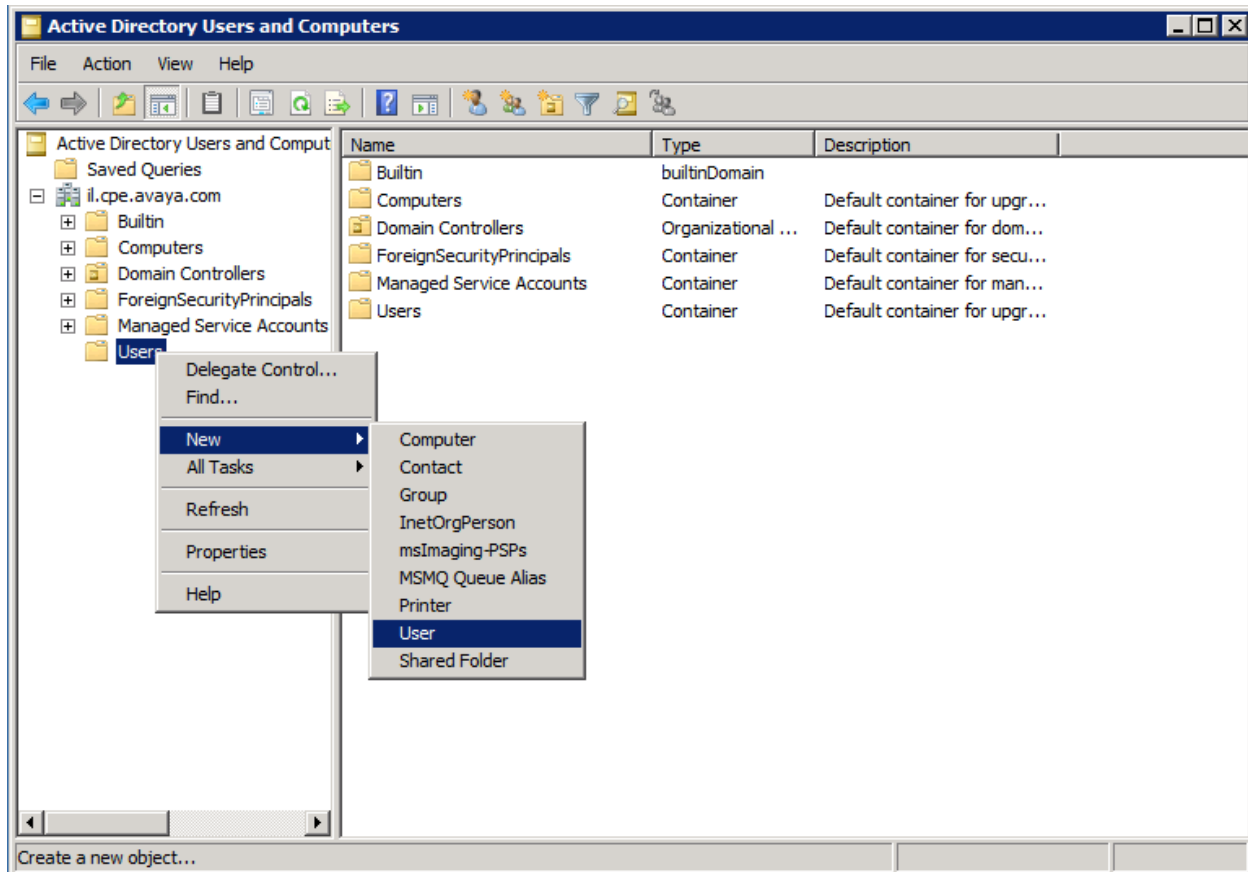 Active Directory Users and Computers
File Action View Help
Active Directory Users and Comput
Saved Queries
il.cpe.avaya.com
Builtin
Computers
Domain Controllers
ForeignSecurityPrincipals
Managed Service Accounts
Users
Name Type Description
Builtin builtinDomain
Computers Container Default container for upgr...
Domain Controllers Organizational ... Default container for dom...
ForeignSecurityPrincipals Container Default container for secu...
Managed Service Accounts Container Default container for man...
Users Container Default container for upgr...
Delegate Control...
Find...
New
All Tasks
Refresh
Properties
Help
Computer
Contact
Group
InetOrgPerson
msImaging-PSPs
MSMQ Queue Alias
Printer
User
Shared Folder
Create a new object...